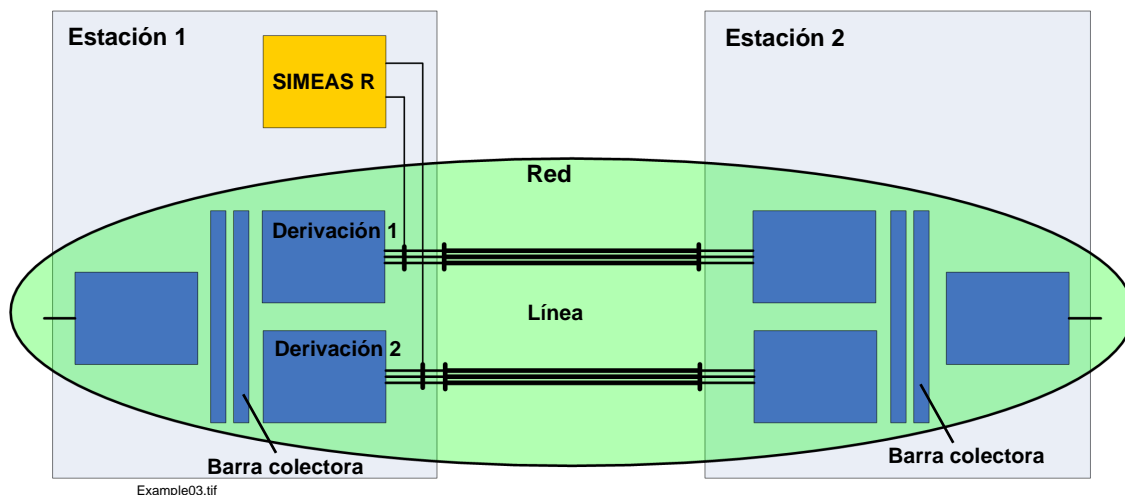 Estación 1
Estación 2
SIMEAS R
Red
Derivación 1
Línea
Derivación 2
Barra colectora
Barra colectora
Example03.tif